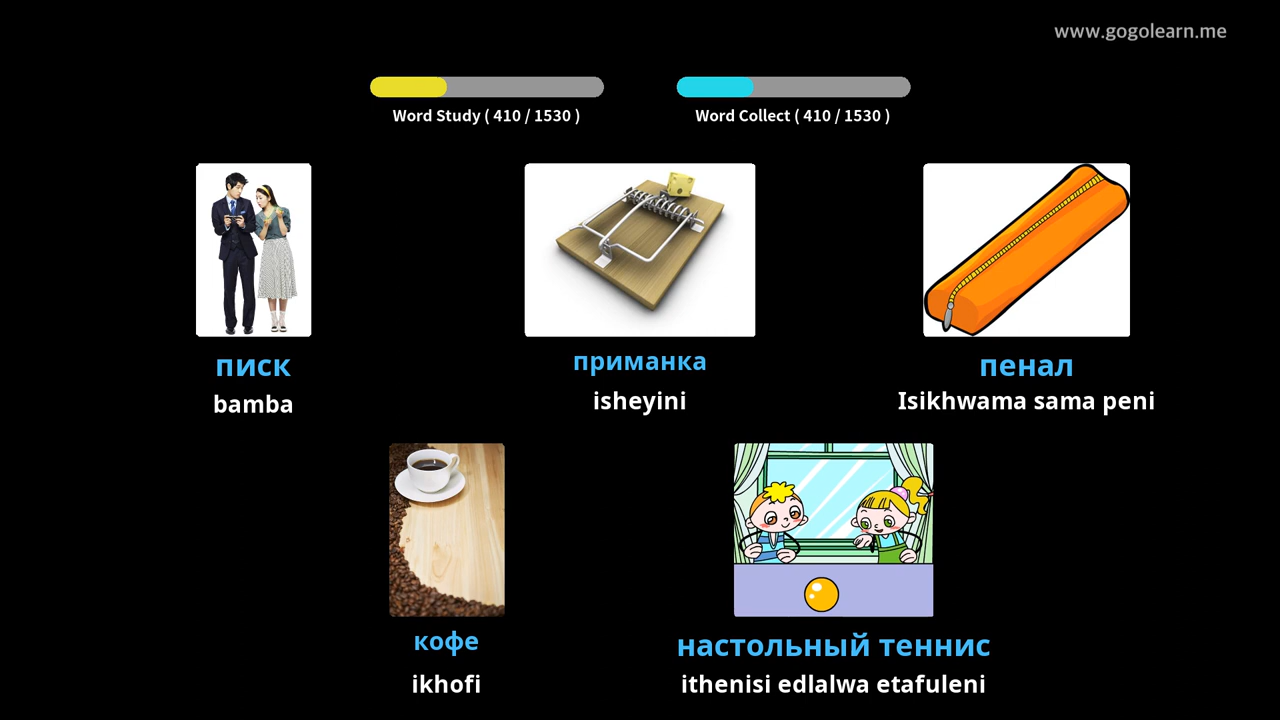 www.gogolearn.me
Word Study ( 410 / 1530 )
Word Collect ( 410 / 1530 )
писк
bamba
приманка
isheyini
пенал
Isikhwama sama peni
кофе
ikhofi
настольный теннис
ithenisi edlalwa etafuleni